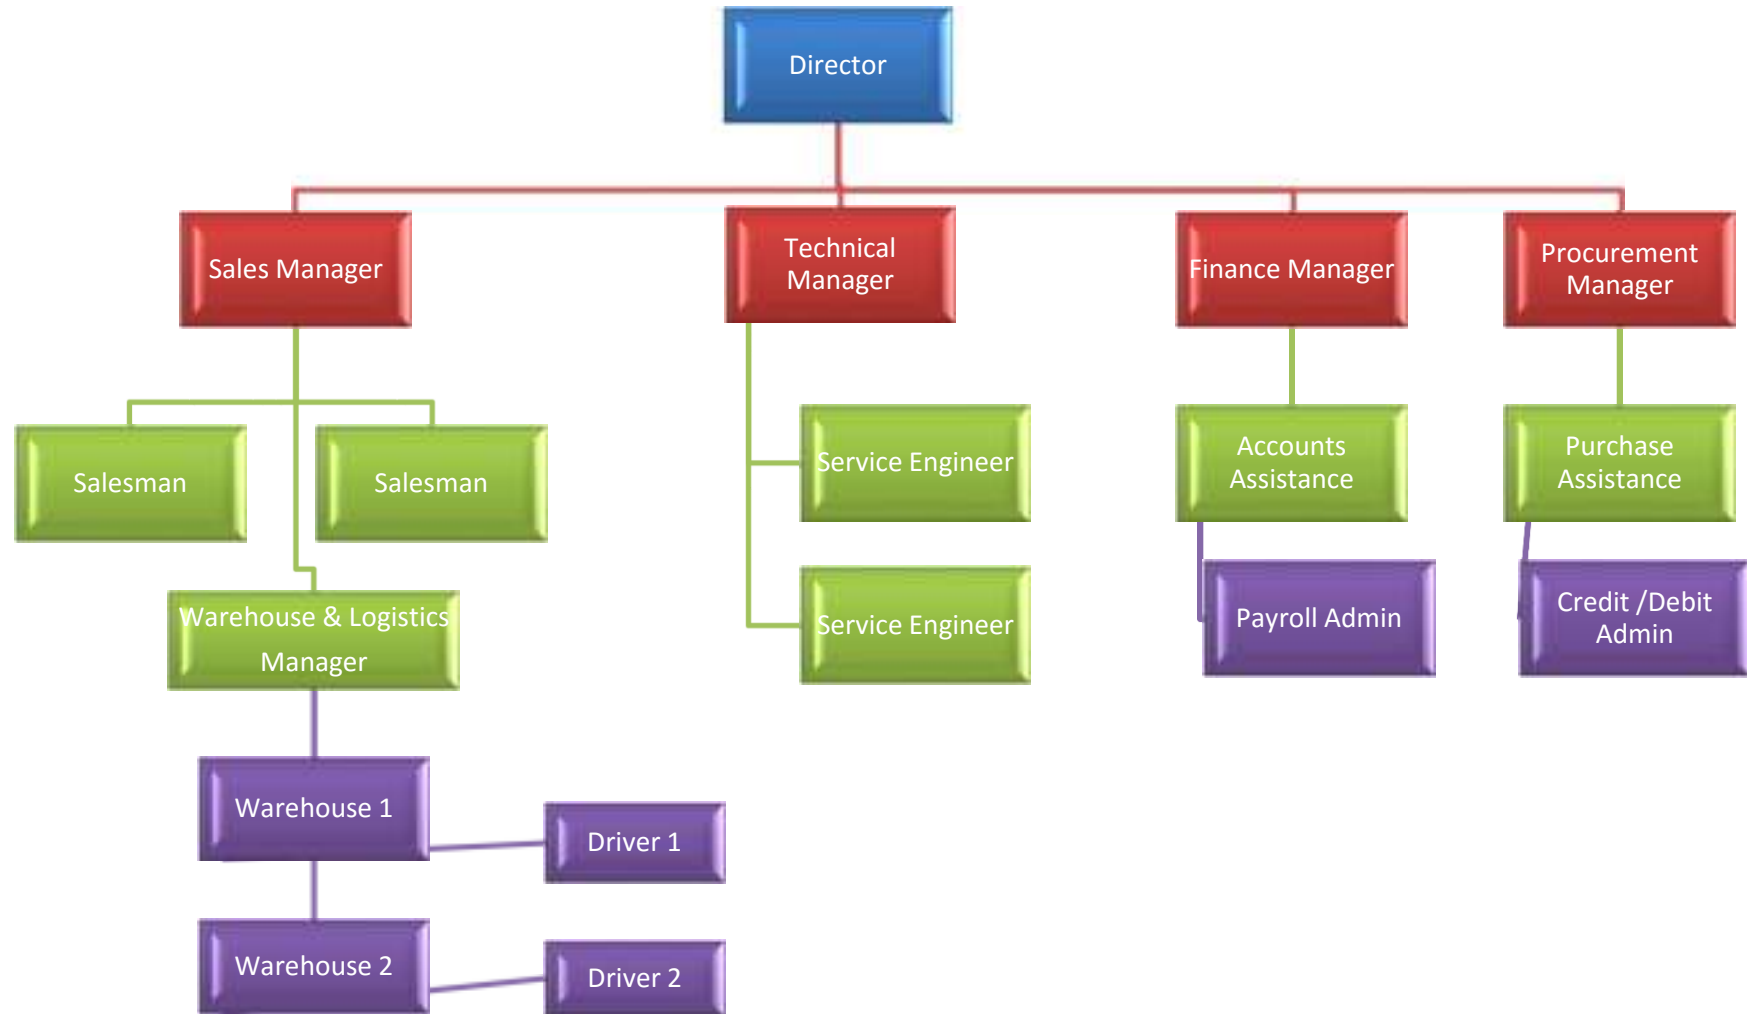 Director
Sales Manager
Technical
Manager
Finance Manager
Procurement
Manager
Salesman
Salesman
Service Engineer
Accounts
Assistance
Purchase
Assistance
Service Engineer
Payroll Admin
Credit /Debit
Admin
Warehouse & Logistics
Manager
Warehouse 1
Driver 1
Warehouse 2
Driver 2